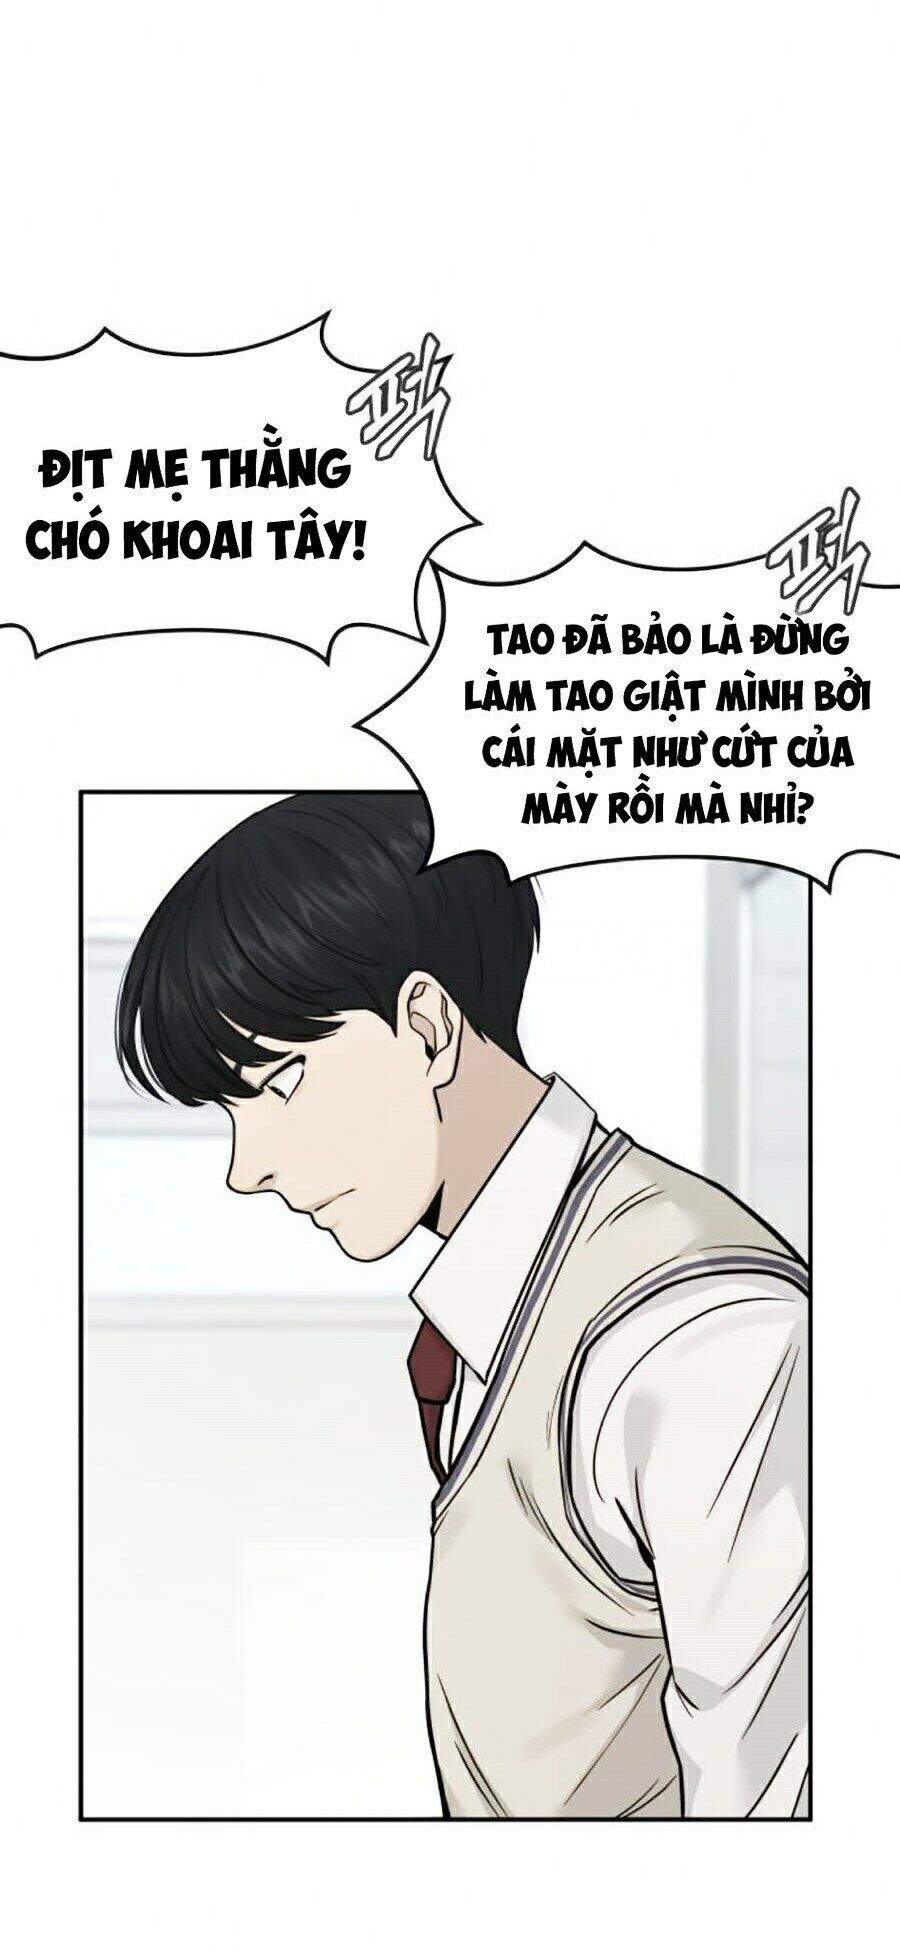 퍽
ĐỊT MẸ THẰNG
CHÓ KHOAI TÂY!
퍽
TAO ĐÃ BẢO LÀ ĐỪNG
LÀM TAO GIẬT MÌNH BỞI
CÁI MẶT NHƯ CỨT CỦA
MÀY RỒI MÀ NHỈ?